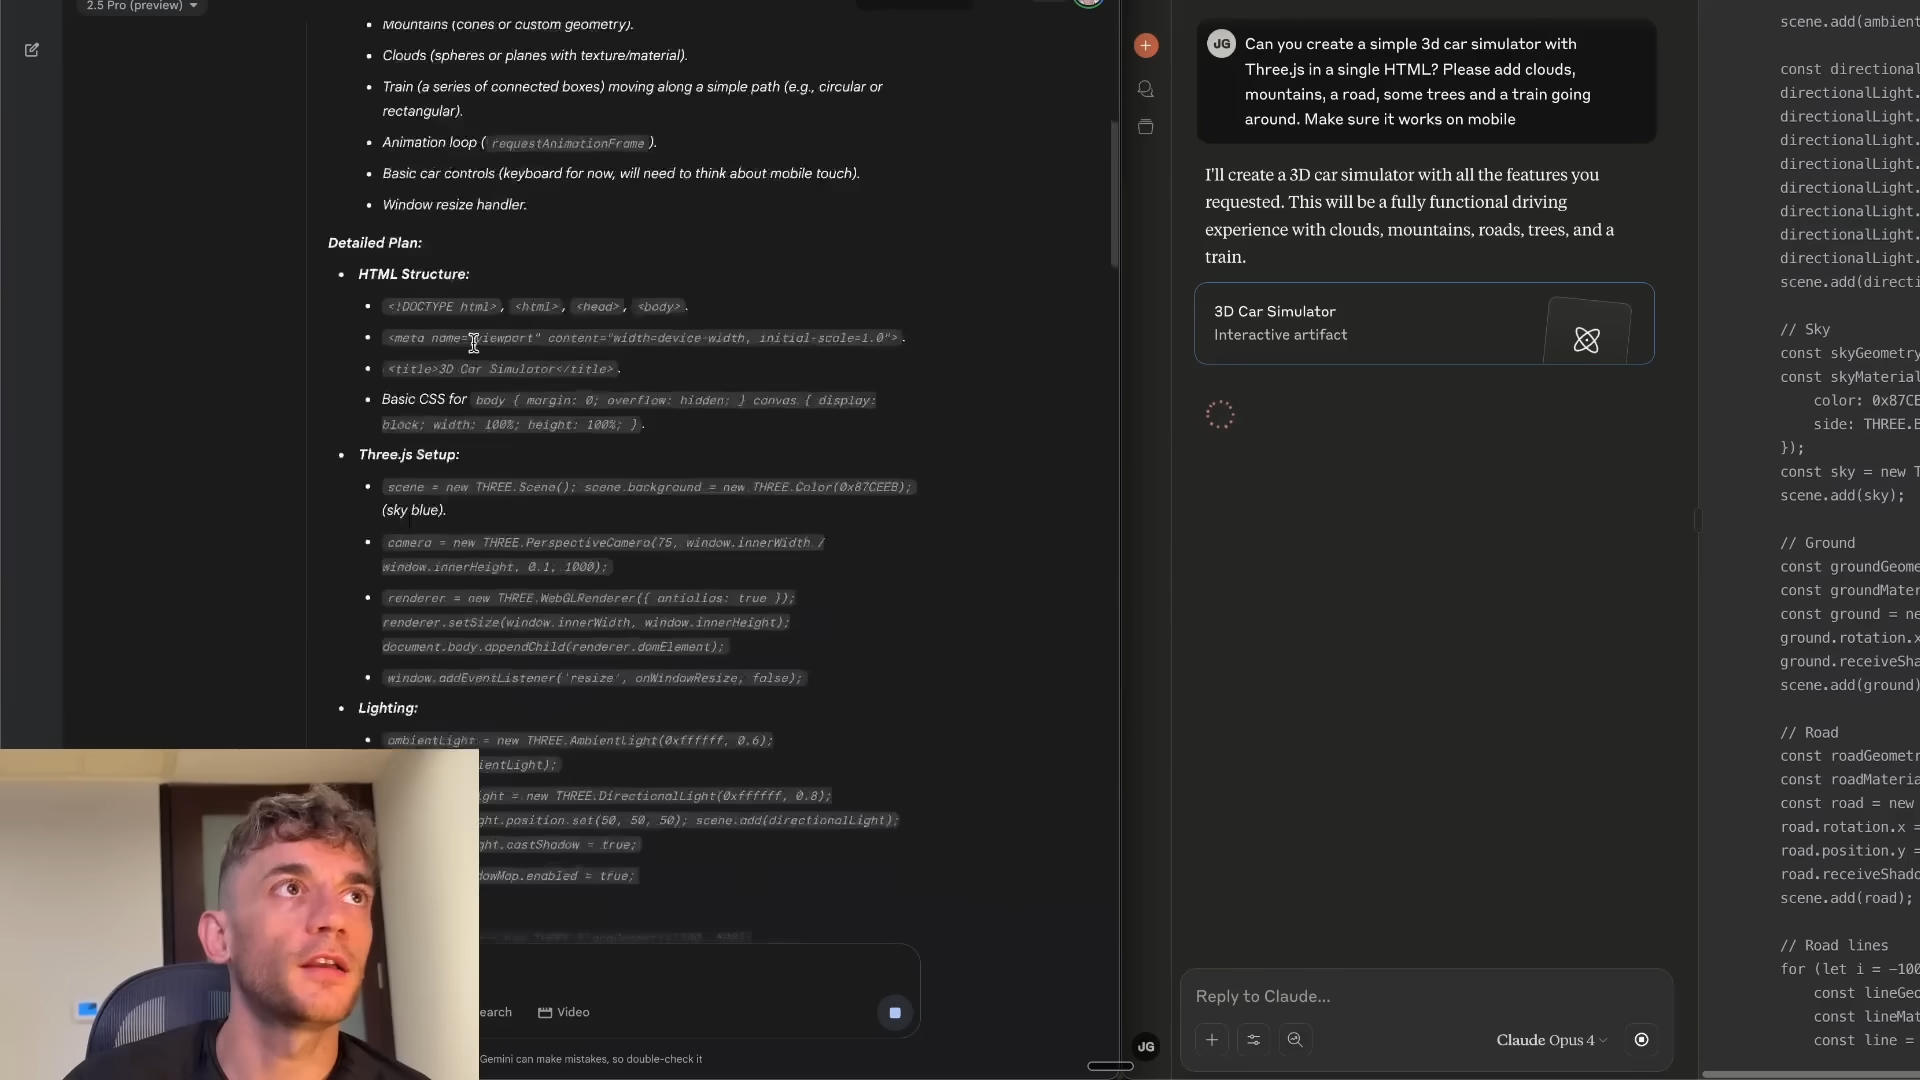 2.5 Pro (preview)
Mountains (cones or custom geometry).
Clouds (spheres or planes with texture/material).
Train (a series of connected boxes) moving along a simple path (e.g., circular or
rectangular).
Animation loop ( requestAnimationFrame ).
Basic car controls (keyboard for now, will need to think about mobile touch).
Window resize handler.
Detailed Plan:
HTML Structure:
<!DOCTYPE html>, <html>, <head>, <body>.
<meta name="viewport" content="width=device-width, initial-scale=1.0">.
<title>3D Car Simulator</title>.
Basic CSS for body { margin: 0; overflow: hidden; } canvas { display:
block; width: 100%; height: 100%; }.
Three.js Setup:
scene = new THREE.Scene(); scene.background = new THREE.Color(0x87CEEB);
(sky blue).
camera = new THREE.PerspectiveCamera(75, window.innerWidth /
window.innerHeight, 0.1, 1000);
renderer = new THREE.WebGLRenderer({ antialias: true });
renderer.setSize(window.innerWidth, window.innerHeight);
document.body.appendChild(renderer.domElement);
window.addEventListener('resize', onWindowResize, false);
Lighting:
ambientLight = new THREE.AmbientLight(0xffffff, 0.6);
ientLight);
ight = new THREE.DirectionalLight(0xffffff, 0.8);
ght.position.set(50, 50, 50); scene.add(directionalLight);
ght.castShadow = true;
dowMap.enabled = true;
earch
Video
Gemini can make mistakes, so double-check it
JG
Can you create a simple 3d car simulator with
Three.js in a single HTML? Please add clouds,
mountains, a road, some trees and a train going
around. Make sure it works on mobile
I'll create a 3D car simulator with all the features you
requested. This will be a fully functional driving
experience with clouds, mountains, roads, trees, and a
train.
3D Car Simulator
Interactive artifact
Reply to Claude...
Claude Opus 4
JG
scene.add(ambient
const directional
directionalLight.
directionalLight.
directionalLight.
directionalLight.
directionalLight.
directionalLight.
directionalLight.
directionalLight.
scene.add(directi
// Sky
const skyGeometry
const skyMaterial
color: 0x87CE
side: THREE.B
});
const sky = new T
scene.add(sky);
// Ground
const groundGeome
const groundMater
const ground = ne
ground.rotation.x
ground.receiveSha
scene.add(ground)
// Road
const roadGeometr
const roadMateria
const road = new
road.rotation.x =
road.position.y =
road.receiveShado
scene.add(road);
// Road lines
for (let i = -100
const lineGeo
const lineMat
const line =